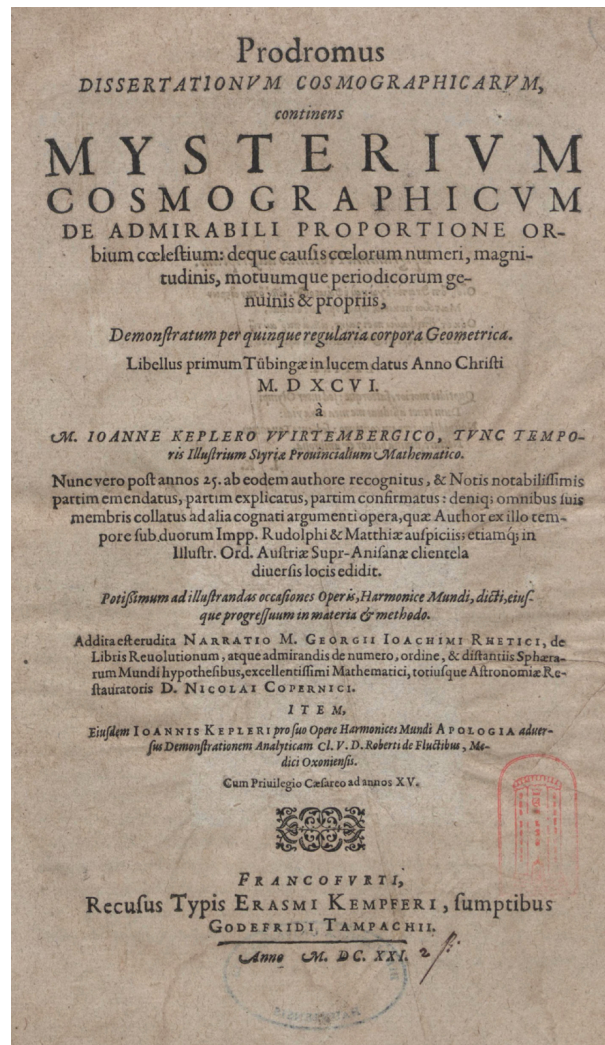 Prodromus
DISSERTATIONVM COSMOGRAPHICARVM,
continens
MYSTERIVM
COSMOGRAPHICVM
DE ADMIRABILI PROPORTIONE OR-
bium cœleſtium: deque cauſis cœlorum numeri, magni-
tudinis, motuumque periodicorum ge-
nuinis & propriis,
Demonſtratum per quinque regularia corpora Geometrica.
Libellus primum Tübingæ in lucem datus Anno Chriſti
M. D XCVI.
à
M. IOANNE KEPLERO VVIRTEMBERGICO, TVNC TEMPO-
ris Illuſtrium Styriæ Prouincialium Mathematico.
Nunc vero poſt annos 25. ab eodem authore recognitus, & Notis notabiliſſimis
partim emendatus, partim explicatus, partim confirmatus: deniq; omnibus ſuis
membris collatus ad alia cognati argumenti opera, quæ Author ex illo tem-
pore ſub duorum Impp. Rudolphi & Matthiæ auſpiciis; etiamq; in
Illuſtr. Ord. Auſtriæ Supr-Aniſanæ clientela
diuerſis locis edidit.
Potiſſimum ad illuſtrandas occaſiones Operis, Harmonice Mundi, dicti, eiuſ-
que progreſſuum in materia & methodo.
Addita eſt erudita NARRATIO M. GEORGII IOACHIMI RHETICI, de
Libris Reuolutionum, atque admirandis de numero, ordine, & diſtantiis Sphæra-
rum Mundi hypotheſibus, excellentiſſimi Mathematici, totiuſque Aſtronomiæ Re-
ſtauratoris D. NICOLAI COPERNICI.
ITEM,
Eiuſdem IOANNIS KEPLERI pro ſuo Opere Harmonices Mundi APOLOGIA aduer-
ſus Demonſtrationem Analyticam Cl. V. D. Roberti de Fluctibus, Me-
dici Oxonienſis.
Cum Priuilegio Cæſareo ad annos XV.
FRANCOFVRTI,
Recuſus Typis ERASMI KEMPFERI, ſumptibus
GODEFRIDI TAMPACHII.
Anno M. DC. XXI.